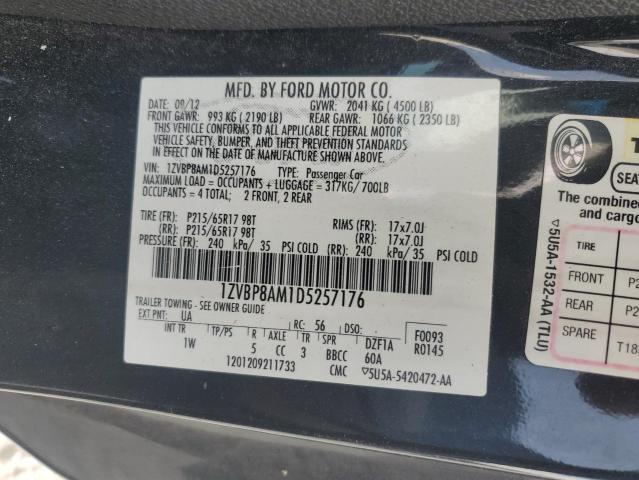 MFD. BY FORD MOTOR CO.
DATE: 09/12 GVWR: 2041 KG (4500 LB)
FRONT GAWR: 993 KG (2190 LB) REAR GAWR: 1066 KG (2350 LB)
THIS VEHICLE CONFORMS TO ALL APPLICABLE FEDERAL MOTOR
VEHICLE SAFETY, BUMPER, AND THEFT PREVENTION STANDARDS
IN EFFECT ON THE DATE OF MANUFACTURE SHOWN ABOVE.
VIN: 1ZVBP8AM1D5257176 TYPE: Passenger Car
MAXIMUM LOAD = OCCUPANTS + LUGGAGE = 317KG/700LB
OCCUPANTS = 4 TOTAL; 2 FRONT, 2 REAR
TIRE (FR): P215/65R17 98T RIMS (FR): 17x7.0J
(RR): P215/65R17 98T (RR): 17x7.0J
PRESSURE (FR): 240 kPa/35 PSI COLD (RR): 240 kPa/35 PSI COLD
1ZVBP8AM1D5257176
TRAILER TOWING - SEE OWNER GUIDE
EXT PNT: UA RC: 56 DSO:
F0093
R0145
INT TR TP/PS R AXLE TR SPR DZF1A
1W 5 CC 3 BBCC 60A
1201209211733 CMC ▽5U5A-5420472-AA
▽5U5A-1532-AA (TLU)
SEA
The combine
and cargo
TIRE
FRONT P2
REAR P2
SPARE T18